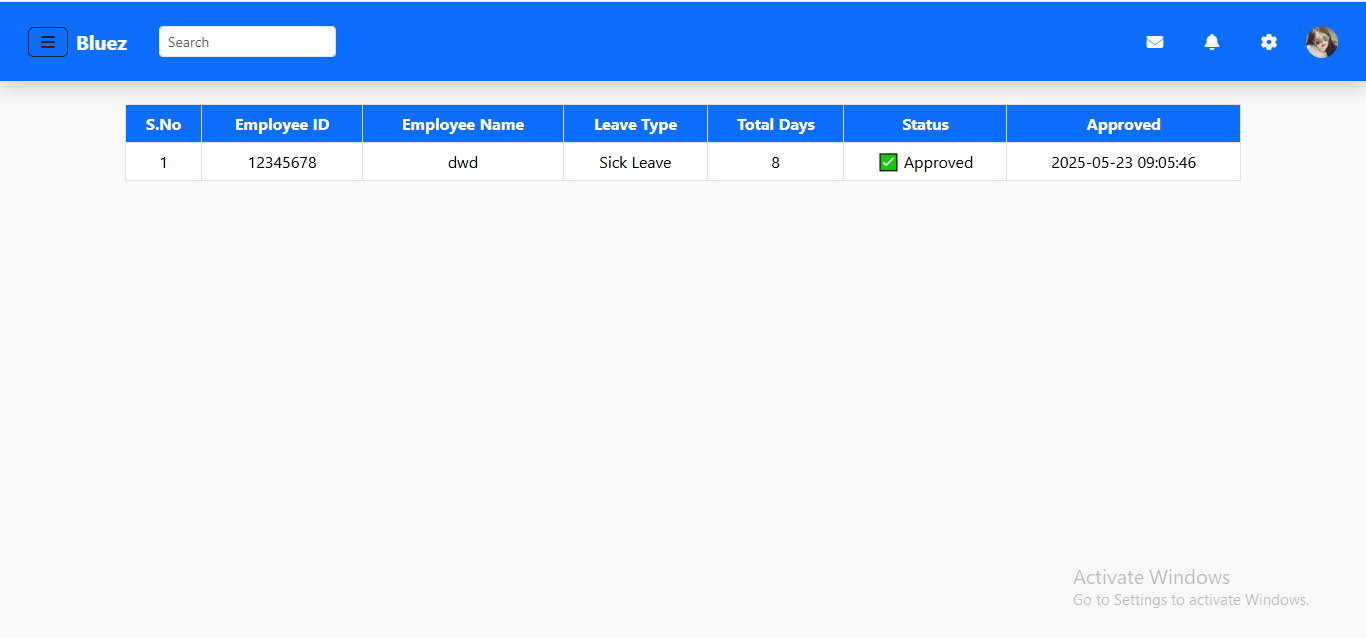 Bluez Search
S.No Employee ID Employee Name Leave Type Total Days Status Approved
1 12345678 dwd Sick Leave 8 ✅ Approved 2025-05-23 09:05:46
Activate Windows
Go to Settings to activate Windows.